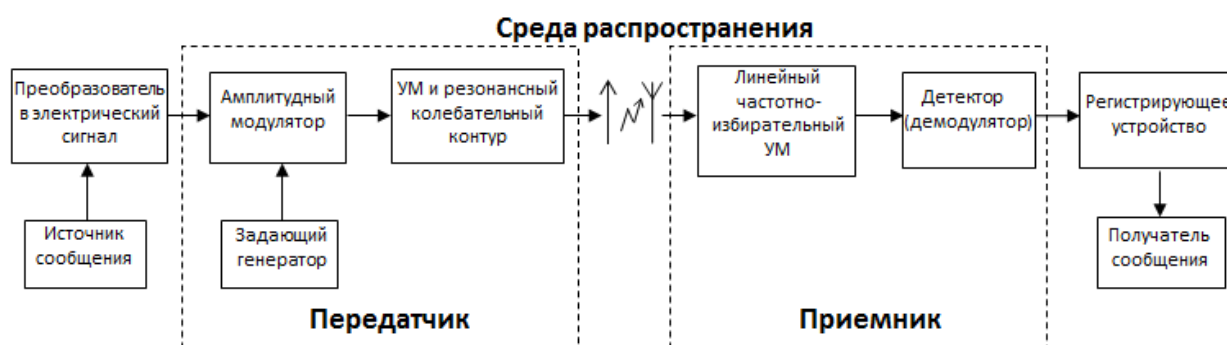 Среда распространения
Преобразователь
в электрический
сигнал
Амплитудный
модулятор
УМ и резонансный
колебательный
контур
Линейный
частотно-
избирательный
УМ
Детектор
(демодулятор)
Регистрирующее
устройство
Источник
сообщения
Задающий
генератор
Получатель
сообщения
Передатчик
Приемник